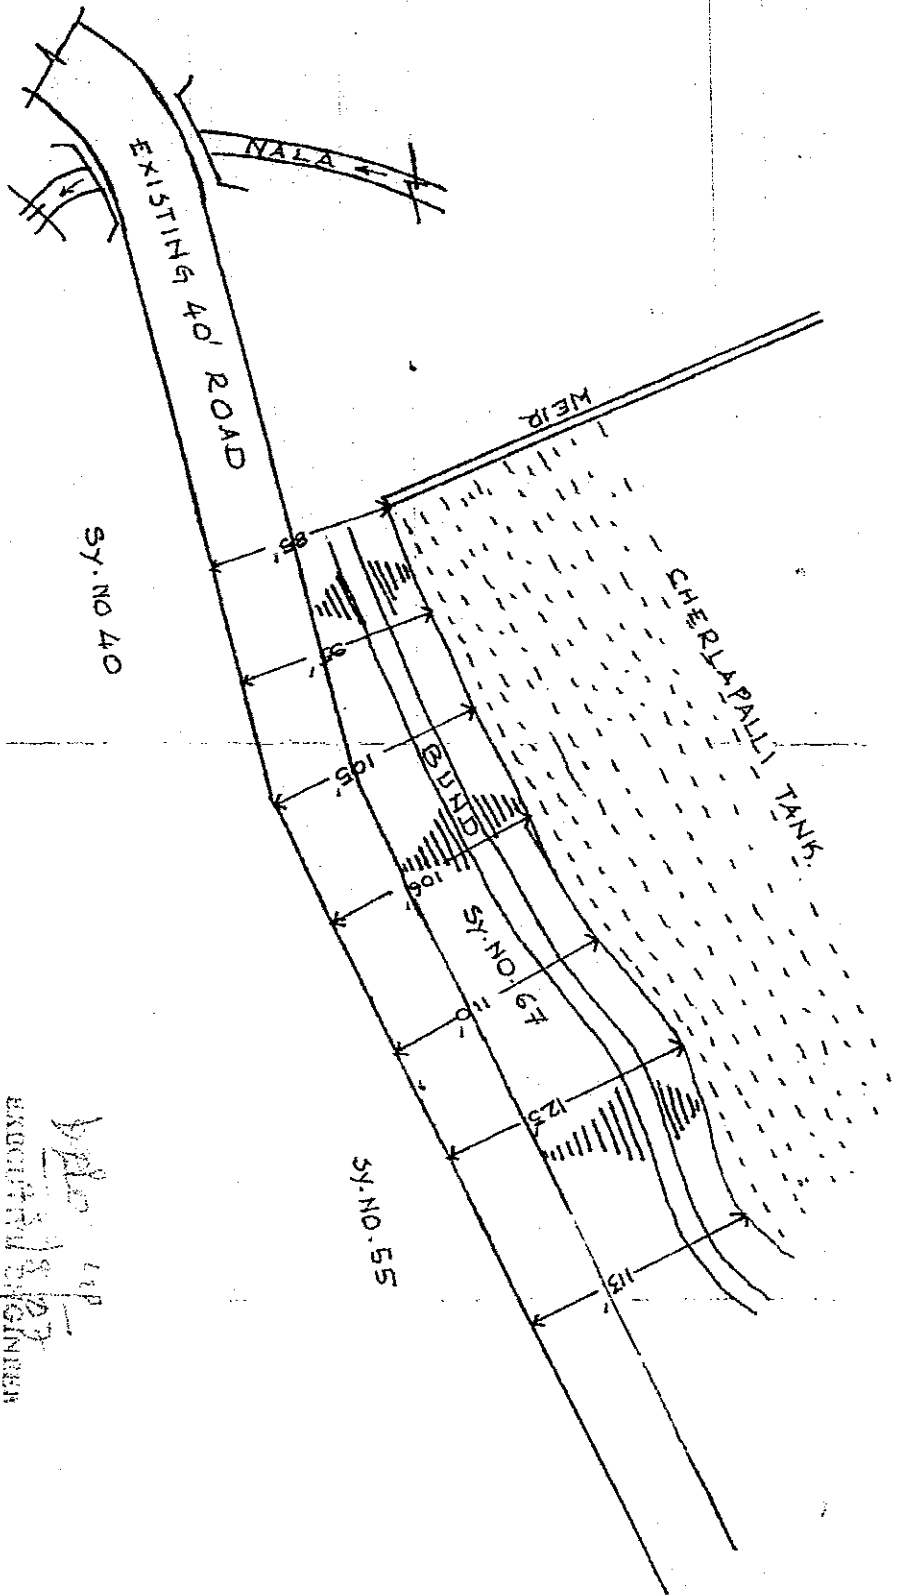 NALA
EXISTING 40' ROAD
WEIR
SY. NO 40
85'
95'
105'
106'
110'
123'
113'
CHERLAPALLI TANK.
BUND
SY. NO. 67
SY. NO. 55
EXECUTIVE ENGINEER